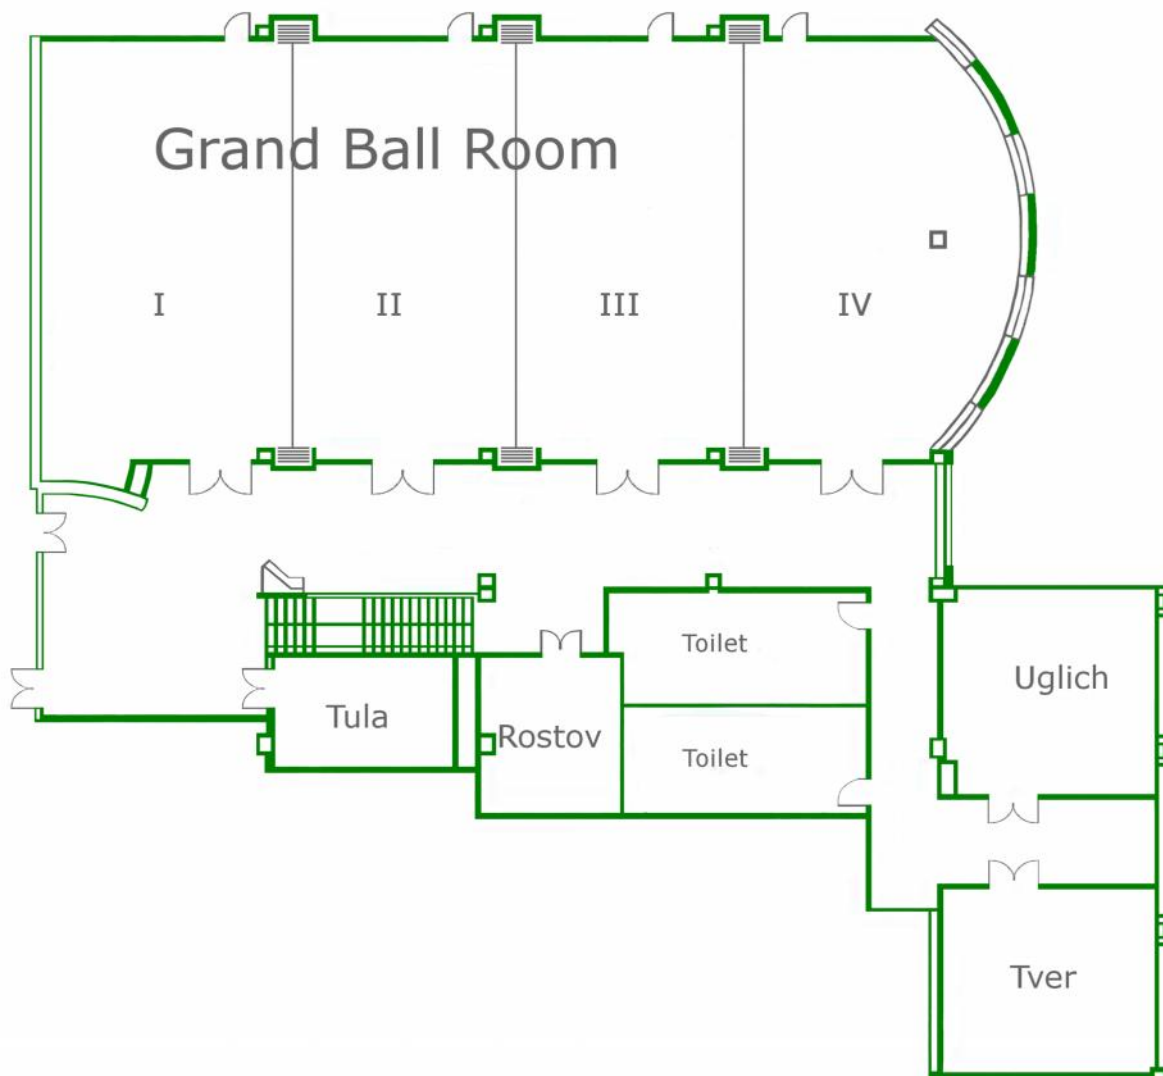 Grand Ball Room
I
II
III
IV
Toilet
Uglich
Tula
Rostov
Toilet
Tver